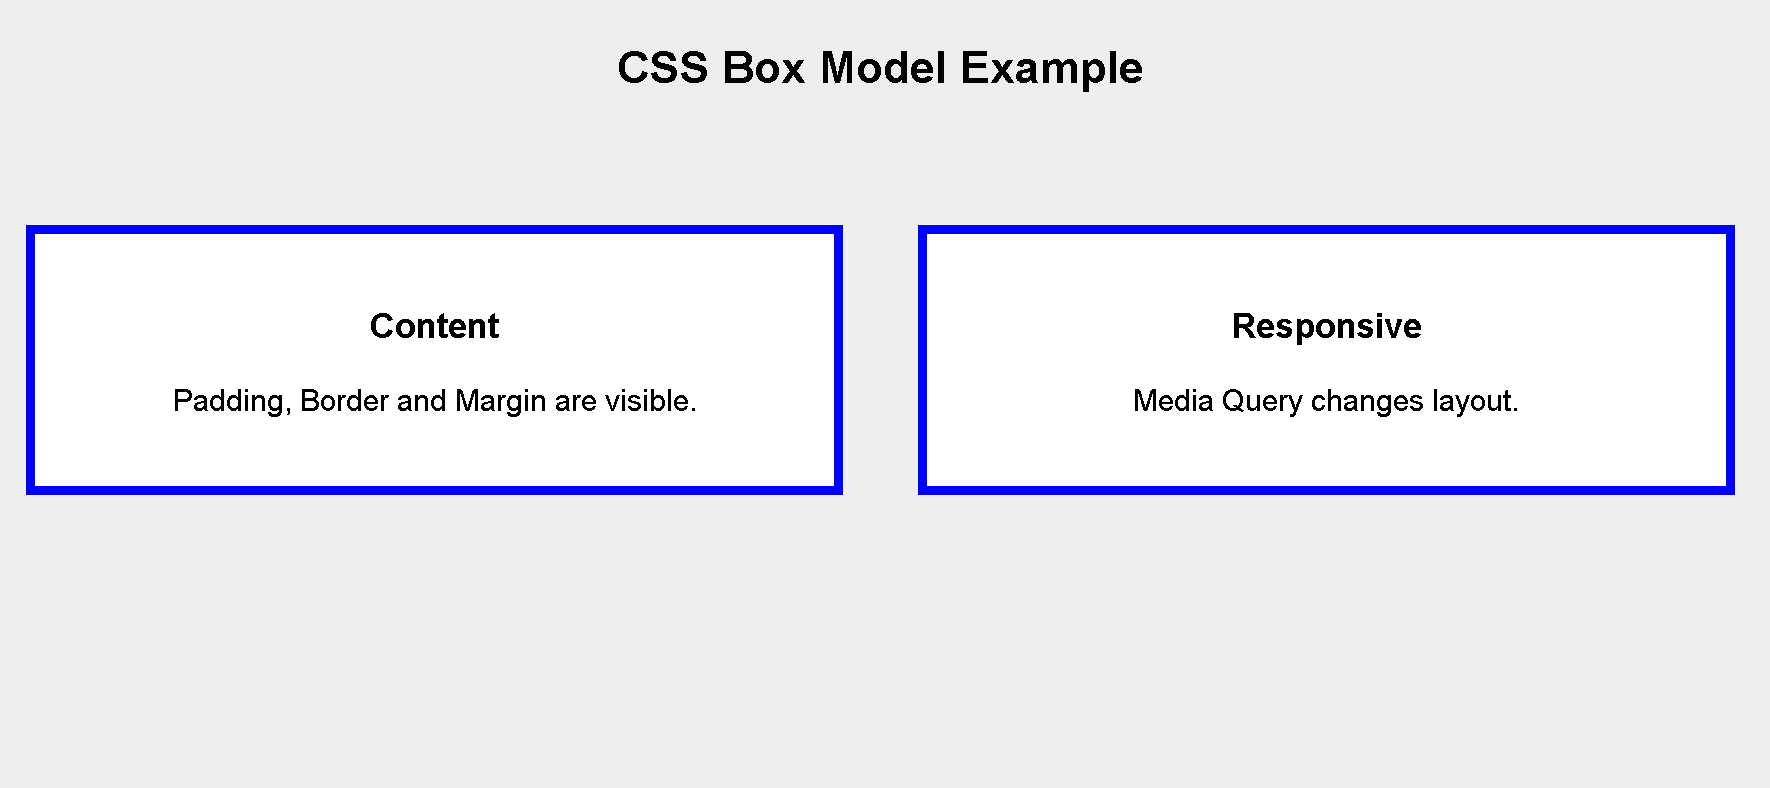 CSS Box Model Example
Content
Padding, Border and Margin are visible.
Responsive
Media Query changes layout.